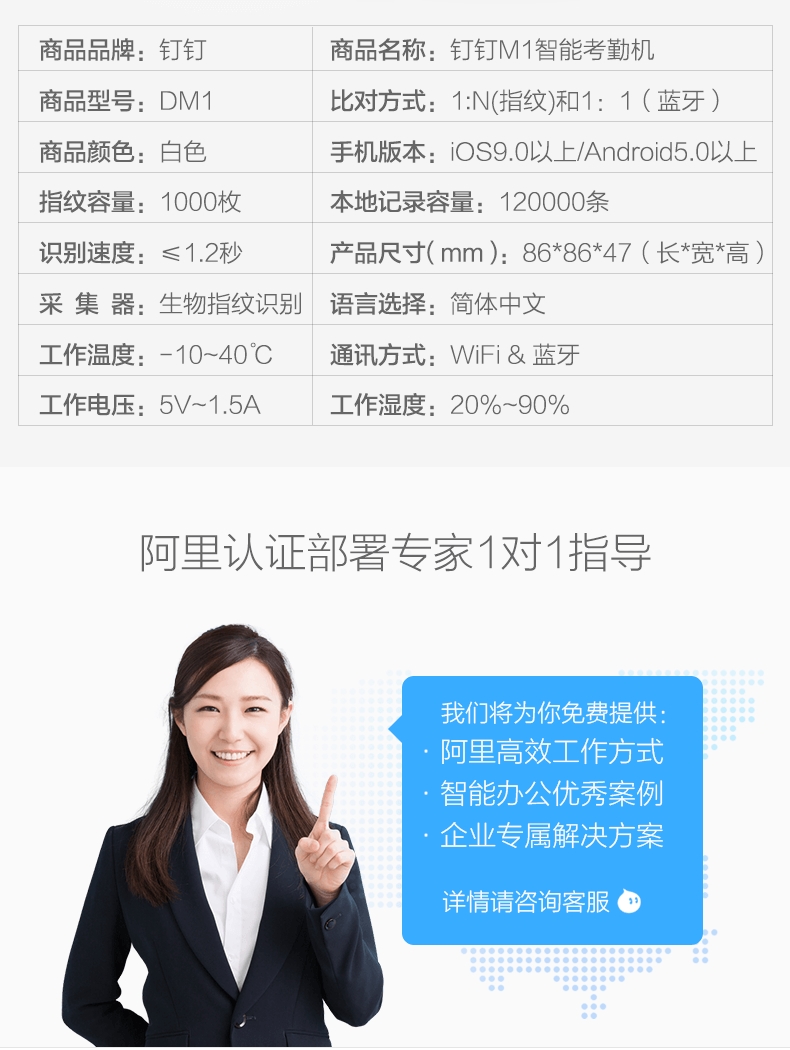 商品品牌：钉钉 商品名称：钉钉M1智能考勤机
商品型号：DM1 比对方式：1:N(指纹)和1：1（蓝牙）
商品颜色：白色 手机版本：iOS9.0以上/Android5.0以上
指纹容量：1000枚 本地记录容量：120000条
识别速度：≤1.2秒 产品尺寸(mm)：86*86*47（长*宽*高）
采 集 器：生物指纹识别 语言选择：简体中文
工作温度：-10~40℃ 通讯方式：WiFi & 蓝牙
工作电压：5V~1.5A 工作湿度：20%~90%
阿里认证部署专家1对1指导
我们将为你免费提供：
· 阿里高效工作方式
· 智能办公优秀案例
· 企业专属解决方案
详情请咨询客服